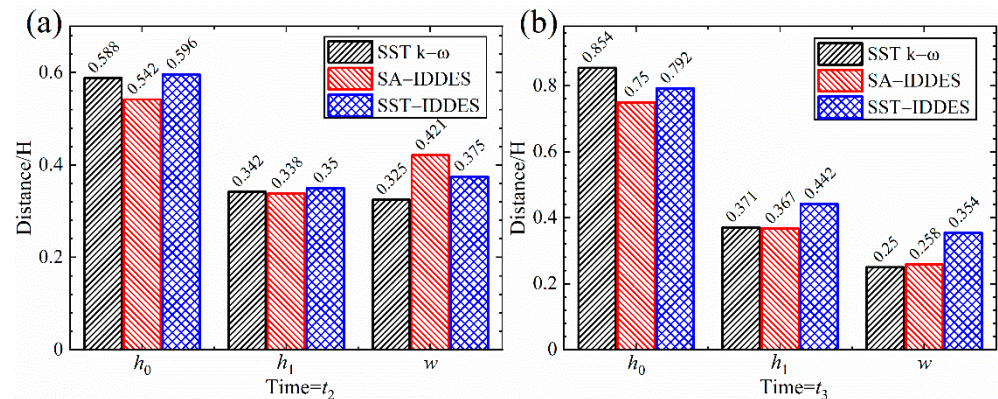 (a)
SST k−ω
SA−IDDES
SST−IDDES
Distance/H
0.6
0.4
0.2
0
0.588
0.542
0.596
0.342
0.338
0.35
0.325
0.421
0.375
h₀
h₁
w
Time=t₂
(b)
SST k−ω
SA−IDDES
SST−IDDES
Distance/H
0.8
0.6
0.4
0.2
0
0.854
0.75
0.792
0.371
0.367
0.442
0.25
0.258
0.354
h₀
h₁
w
Time=t₃